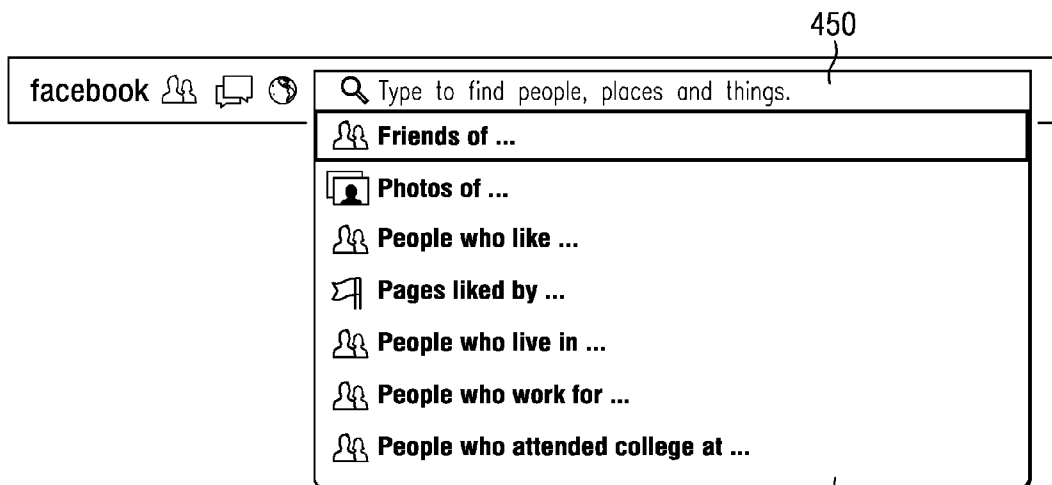 450
facebook Type to find people, places and things.
Friends of ...
Photos of ...
People who like ...
Pages liked by ...
People who live in ...
People who work for ...
People who attended college at ...